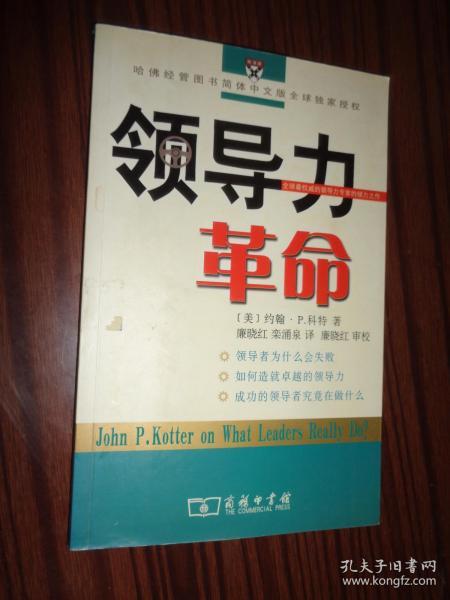 哈佛经管图书简体中文版全球独家授权
领导力
全球最权威的领导力专家的倾力之作
革命
〔美〕约翰·P.科特 著
廉晓红 栾涌泉 译 廉晓红 审校
领导者为什么会失败
如何造就卓越的领导力
成功的领导者究竟在做什么
John P.Kotter on What Leaders Really Do?
商務印書館
THE COMMERCIAL PRESS
孔夫子旧书网
www.kongfz.com